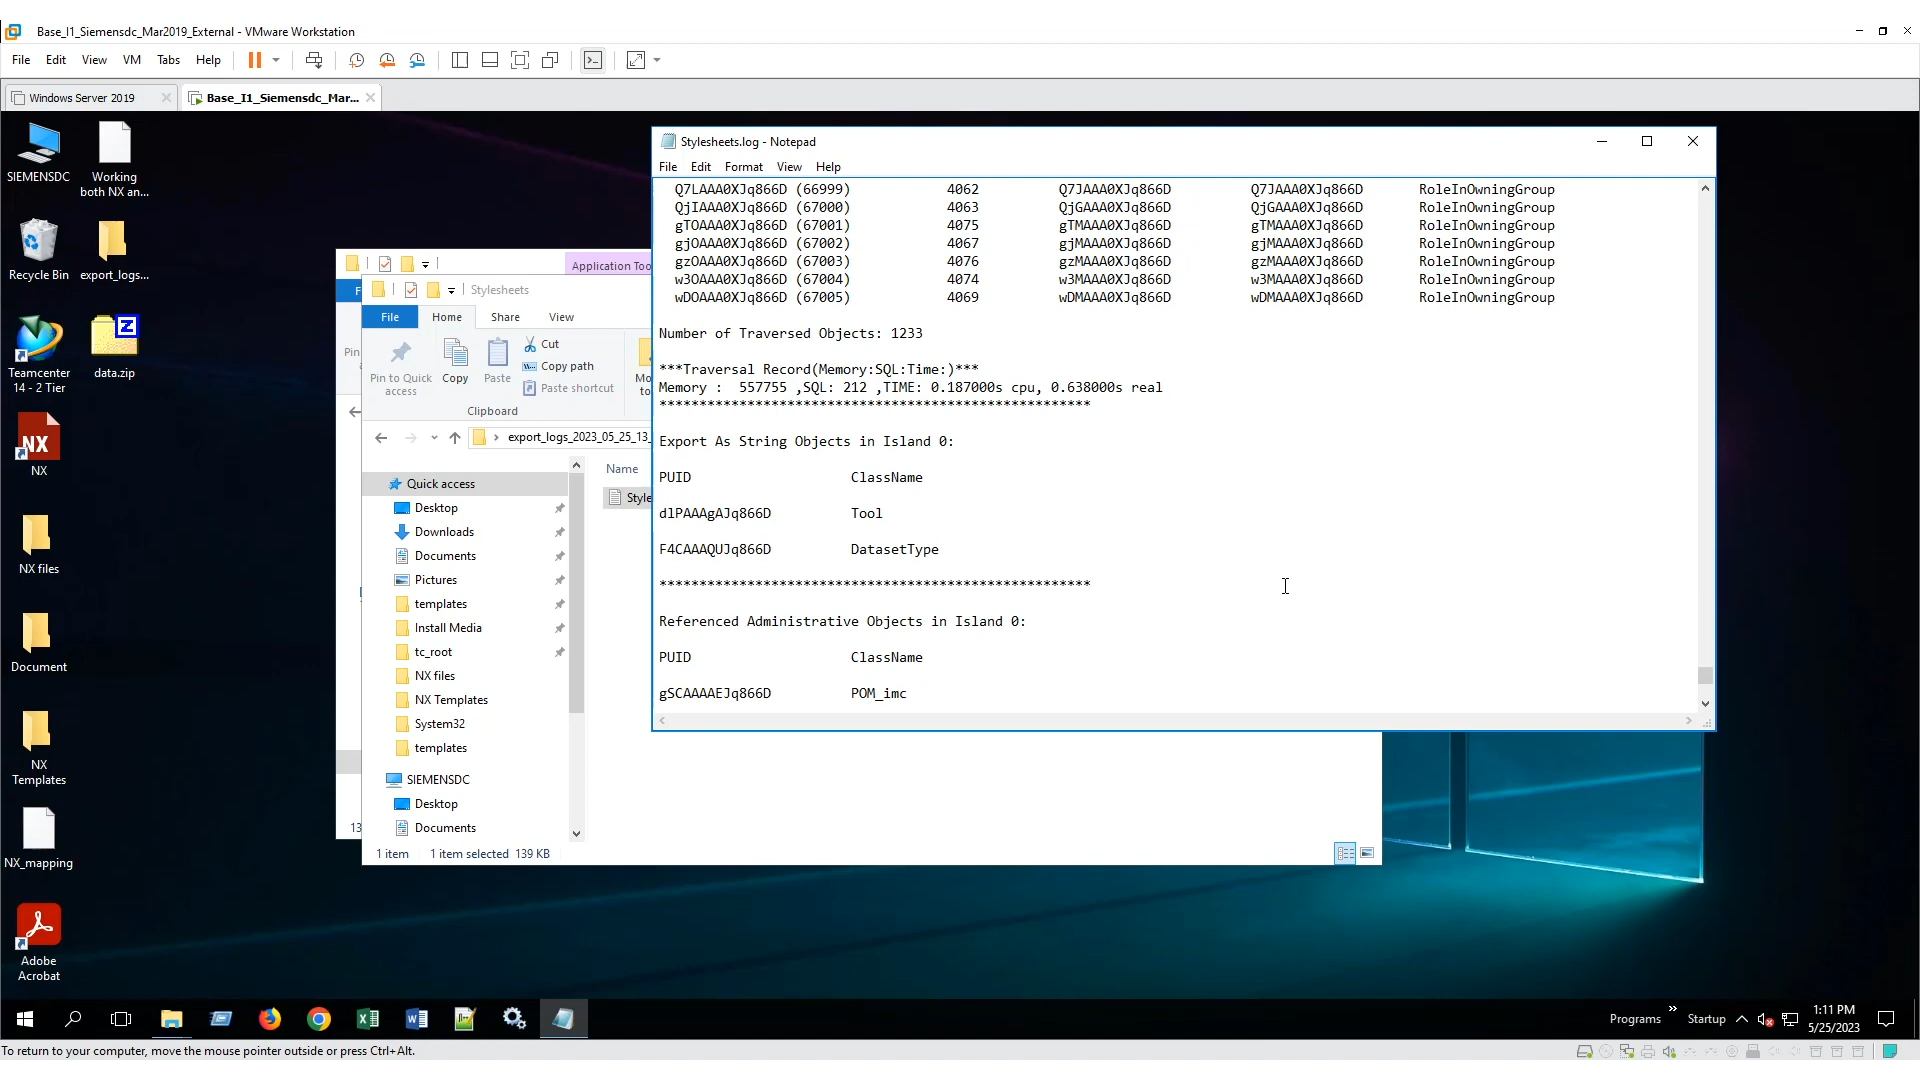 Base_I1_Siemensdc_Mar2019_External - VMware Workstation
File Edit View VM Tabs Help
Windows Server 2019
Base_I1_Siemensdc_Mar...
SIEMENSDC
Working both NX an...
Recycle Bin
export_logs...
Teamcenter 14 - 2 Tier
data.zip
NX
NX files
Document
NX Templates
NX_mapping
Adobe Acrobat
Application Too
Stylesheets
File Home Share View
Pin to Quick access
Copy
Paste
Cut
Copy path
Paste shortcut
Clipboard
export_logs_2023_05_25_13_
Name
Style
Quick access
Desktop
Downloads
Documents
Pictures
templates
Install Media
tc_root
NX files
NX Templates
System32
templates
SIEMENSDC
Desktop
Documents
1 item 1 item selected 139 KB
Stylesheets.log - Notepad
File Edit Format View Help
Q7LAAA0XJq866D (66999) 4062 Q7JAAA0XJq866D Q7JAAA0XJq866D RoleInOwningGroup
QjIAAA0XJq866D (67000) 4063 QjGAAA0XJq866D QjGAAA0XJq866D RoleInOwningGroup
gTOAAA0XJq866D (67001) 4075 gTMAAA0XJq866D gTMAAA0XJq866D RoleInOwningGroup
gjOAAA0XJq866D (67002) 4067 gjMAAA0XJq866D gjMAAA0XJq866D RoleInOwningGroup
gzOAAA0XJq866D (67003) 4076 gzMAAA0XJq866D gzMAAA0XJq866D RoleInOwningGroup
w3OAAA0XJq866D (67004) 4074 w3MAAA0XJq866D w3MAAA0XJq866D RoleInOwningGroup
wDOAAA0XJq866D (67005) 4069 wDMAAA0XJq866D wDMAAA0XJq866D RoleInOwningGroup
Number of Traversed Objects: 1233
***Traversal Record(Memory:SQL:Time:)***
Memory : 557755 ,SQL: 212 ,TIME: 0.187000s cpu, 0.638000s real
******************************************************
Export As String Objects in Island 0:
PUID ClassName
dlPAAAgAJq866D Tool
F4CAAAQUJq866D DatasetType
******************************************************
Referenced Administrative Objects in Island 0:
PUID ClassName
gSCAAAAEJq866D POM_imc
Programs » Startup
1:11 PM
5/25/2023
To return to your computer, move the mouse pointer outside or press Ctrl+Alt.